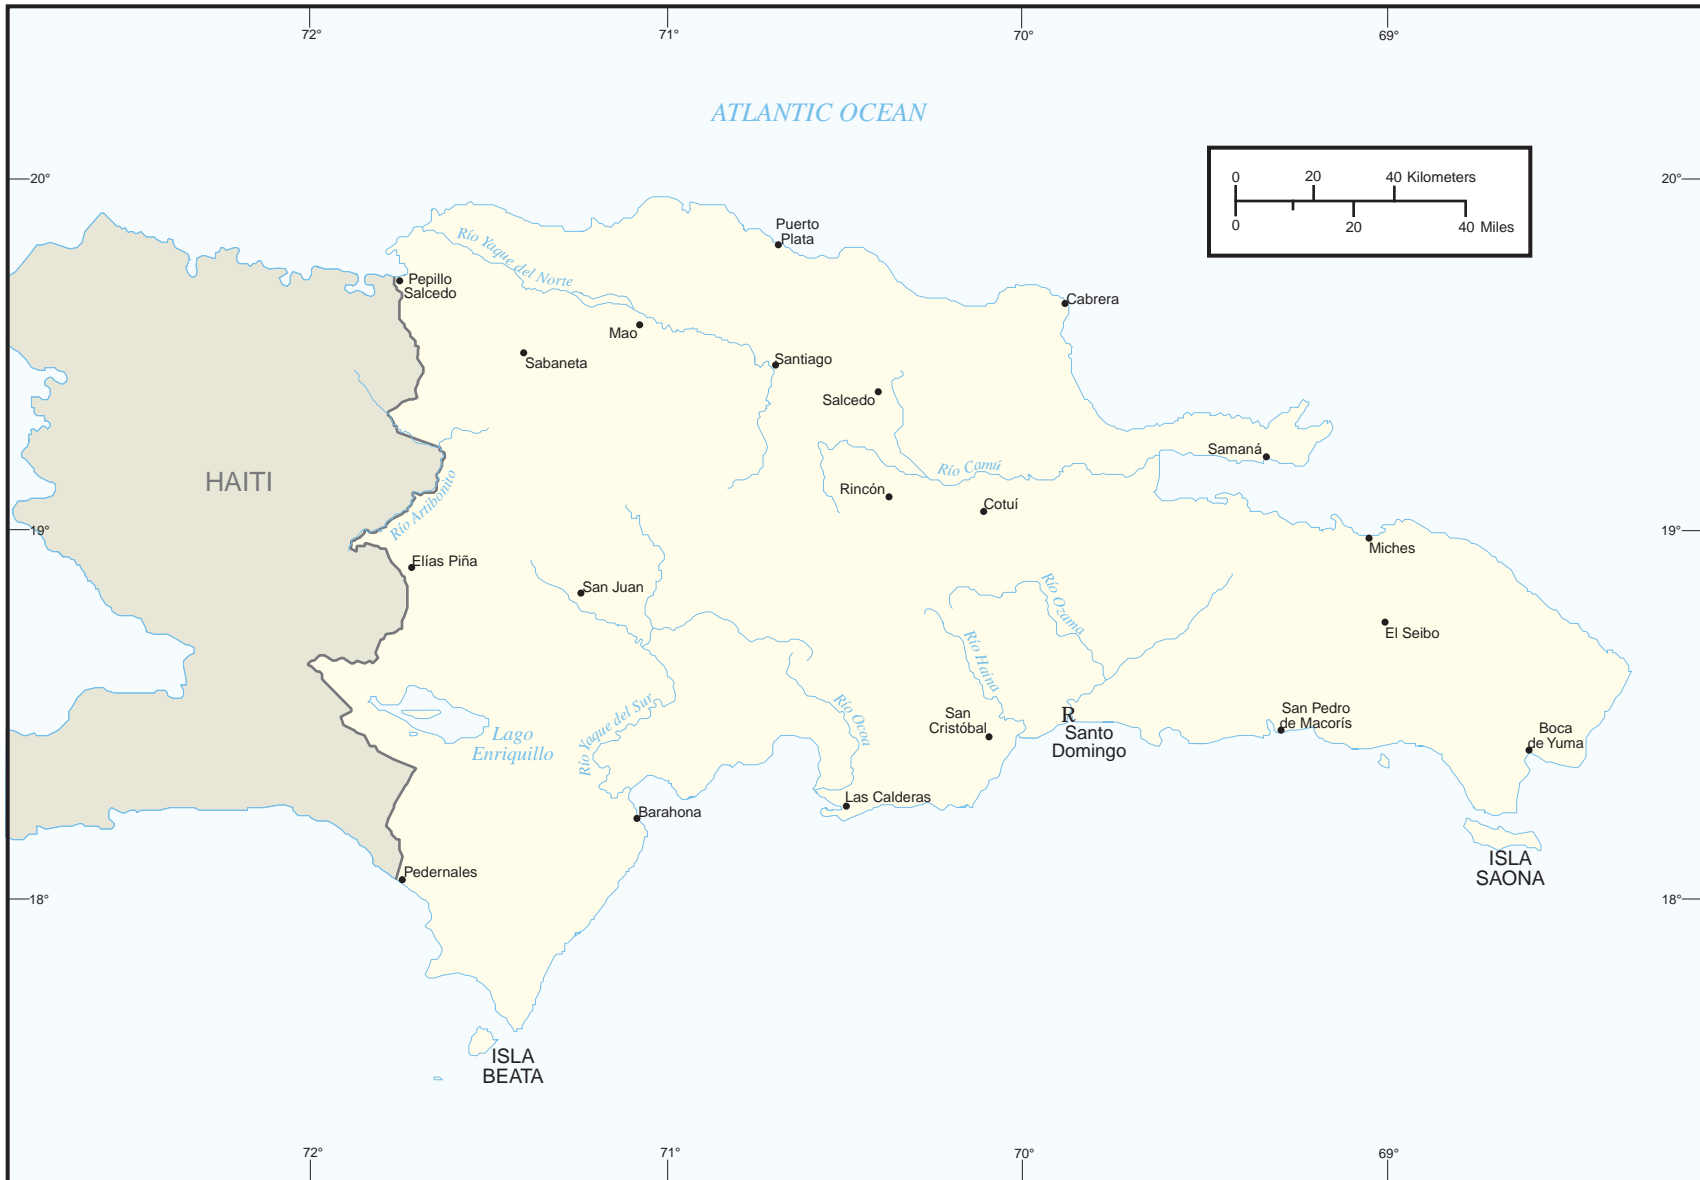 72°
71°
70°
69°
ATLANTIC OCEAN
20°
20°
0
20
40 Kilometers
0
20
40 Miles
Puerto
Plata
Río Yaque del Norte
Pepillo
Salcedo
Cabrera
Mao
Sabaneta
Santiago
Salcedo
Samaná
HAITI
Río Camú
Río Artibonito
Rincón
Cotuí
19°
19°
Miches
Elías Piña
San Juan
Río Ozama
El Seibo
Río Haina
Río Yaque del Sur
Río Ocoa
San
Cristóbal
R
Santo
Domingo
San Pedro
de Macorís
Boca
de Yuma
Lago
Enriquillo
Las Calderas
Barahona
ISLA
SAONA
Pedernales
18°
18°
ISLA
BEATA
72°
71°
70°
69°